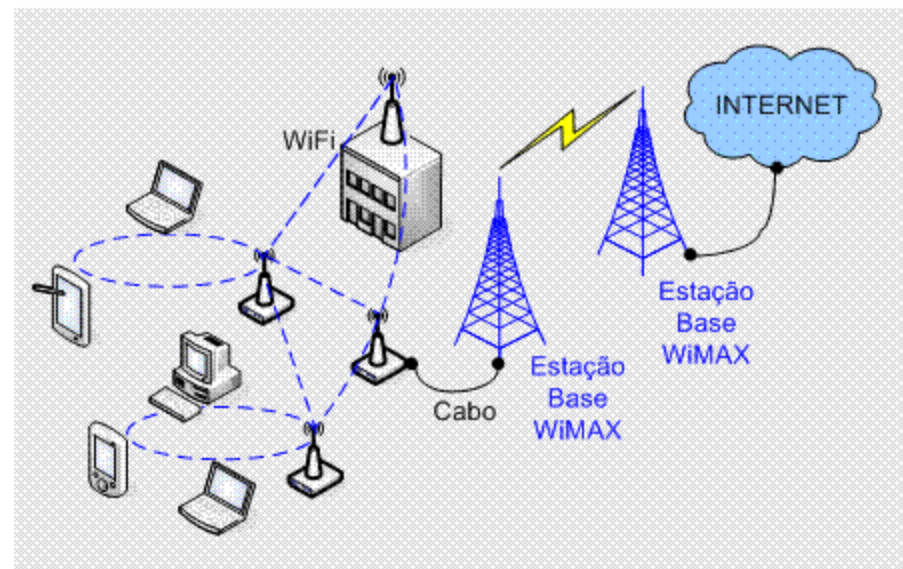 INTERNET
WiFi
Estação
Base
WiMAX
Estação
Base
WiMAX
Cabo